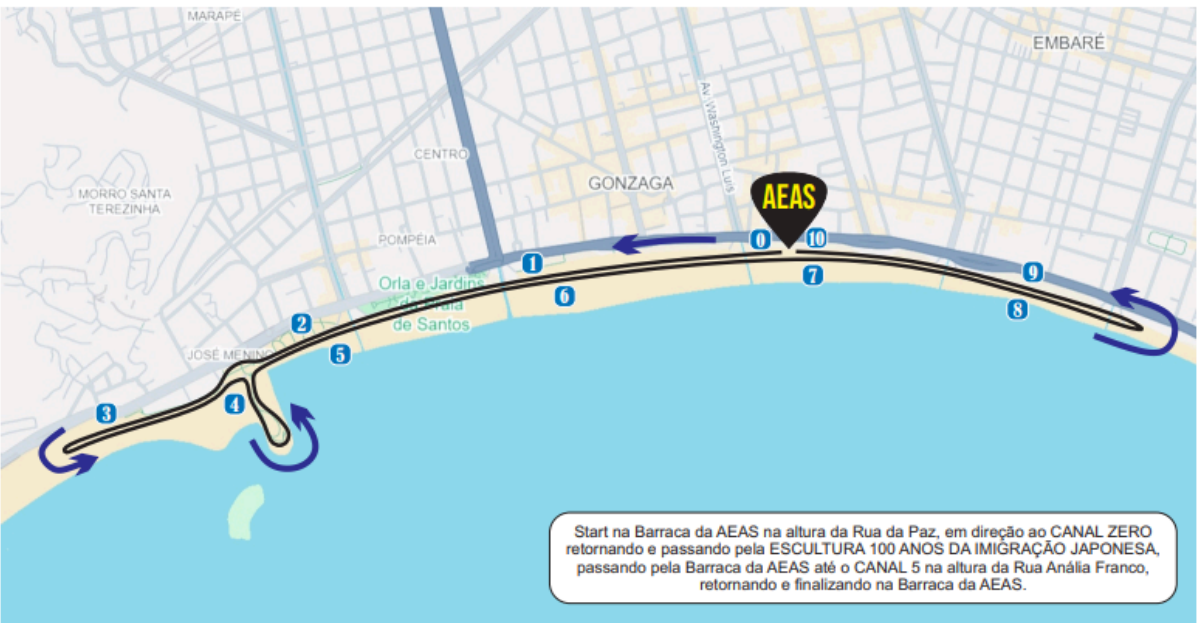 MARAPÉ
EMBARÉ
Av. Washington Luís
CENTRO
GONZAGA
MORRO SANTA
TEREZINHA
AEAS
POMPÉIA
0
10
1
9
7
Orla e Jardins
da Praia
de Santos
6
8
2
JOSÉ MENINO
5
4
3
Start na Barraca da AEAS na altura da Rua da Paz, em direção ao CANAL ZERO
retornando e passando pela ESCULTURA 100 ANOS DA IMIGRAÇÃO JAPONESA,
passando pela Barraca da AEAS até o CANAL 5 na altura da Rua Anália Franco,
retornando e finalizando na Barraca da AEAS.